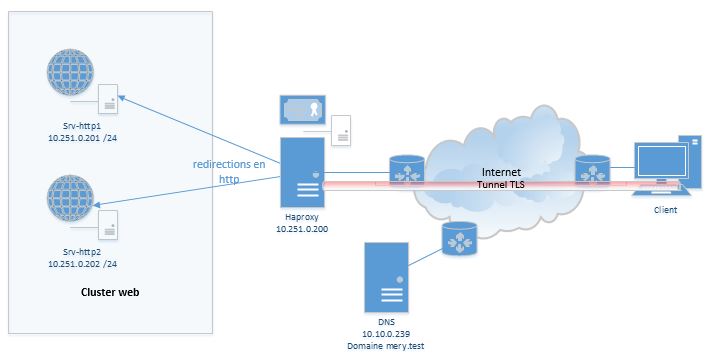 Srv-http1
10.251.0.201 /24
redirections en
http
Srv-http2
10.251.0.202 /24
Cluster web
Haproxy
10.251.0.200
Internet
Tunnel TLS
Client
DNS
10.10.0.239
Domaine mery.test